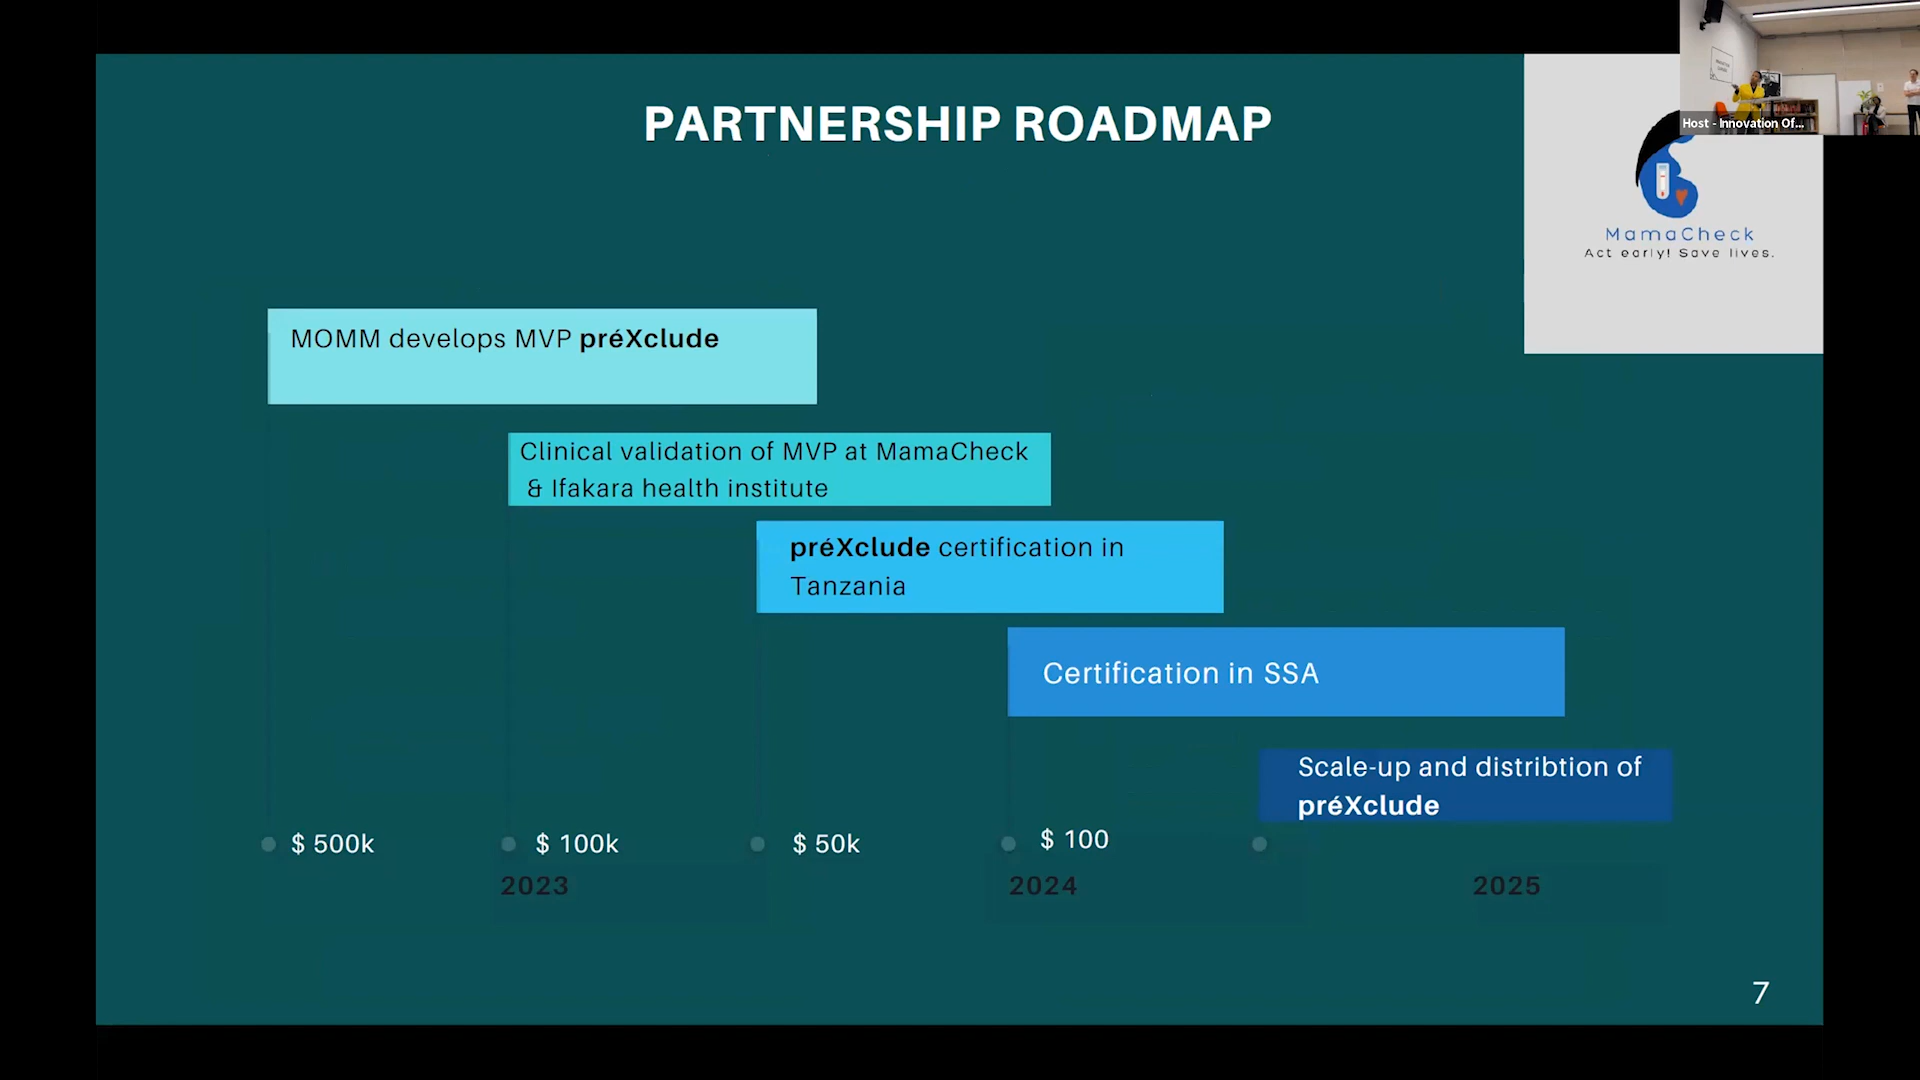 PARTNERSHIP ROADMAP
Host - Innovation Of...
MamaCheck
Act early! Save lives.
MOMM develops MVP préXclude
Clinical validation of MVP at MamaCheck
& Ifakara health institute
préXclude certification in
Tanzania
Certification in SSA
Scale-up and distribtion of
préXclude
$ 500k
$ 100k
$ 50k
$ 100
2023
2024
2025
7